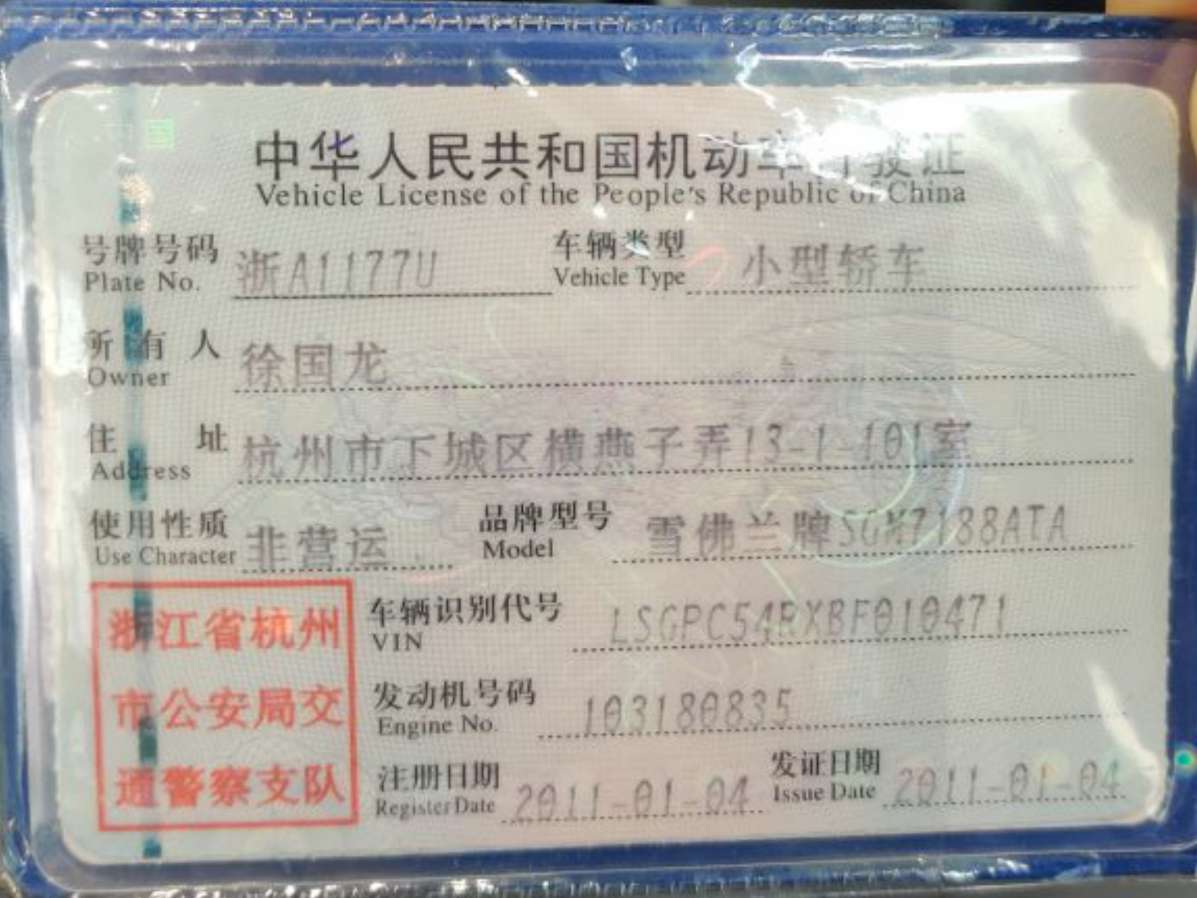 中华人民共和国机动车行驶证
Vehicle License of the People's Republic of China
号牌号码 浙A1177U 车辆类型 小型轿车
Plate No. Vehicle Type
所有人 徐国龙
Owner
住址 杭州市下城区横燕子弄13-1-101室
Address
使用性质 非营运 品牌型号 雪佛兰牌SGM7188ATA
Use Character Model
浙江省杭州
市公安局交
通警察支队
车辆识别代号 LSGPC54RXBF010471
VIN
发动机号码 103180835
Engine No.
注册日期 2011-01-04 发证日期 2011-01-04
Register Date Issue Date